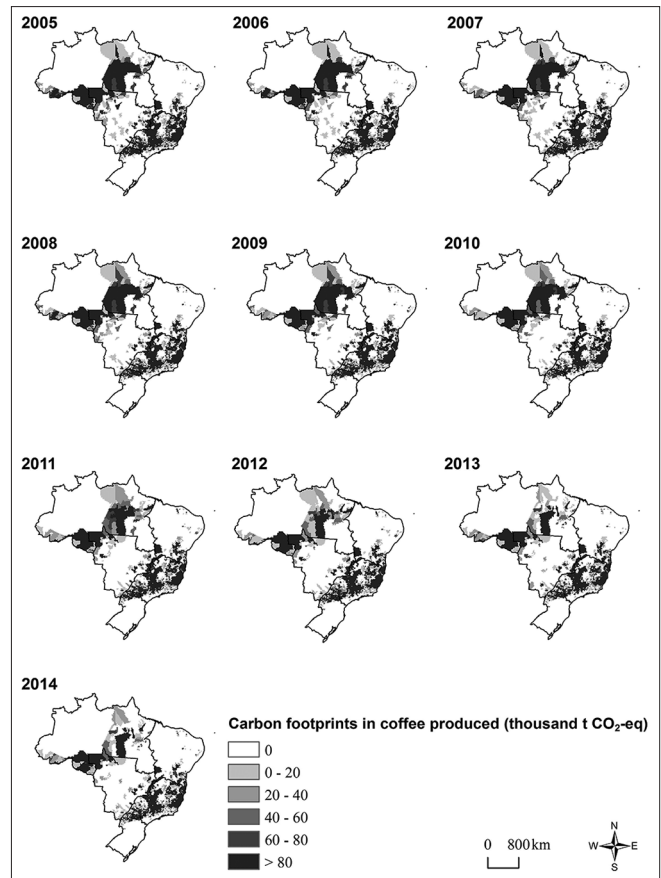 2005
2006
2007
2008
2009
2010
2011
2012
2013
2014
Carbon footprints in coffee produced (thousand t CO₂-eq)
0
0 - 20
20 - 40
40 - 60
60 - 80
> 80
0 800 km
N
W E
S